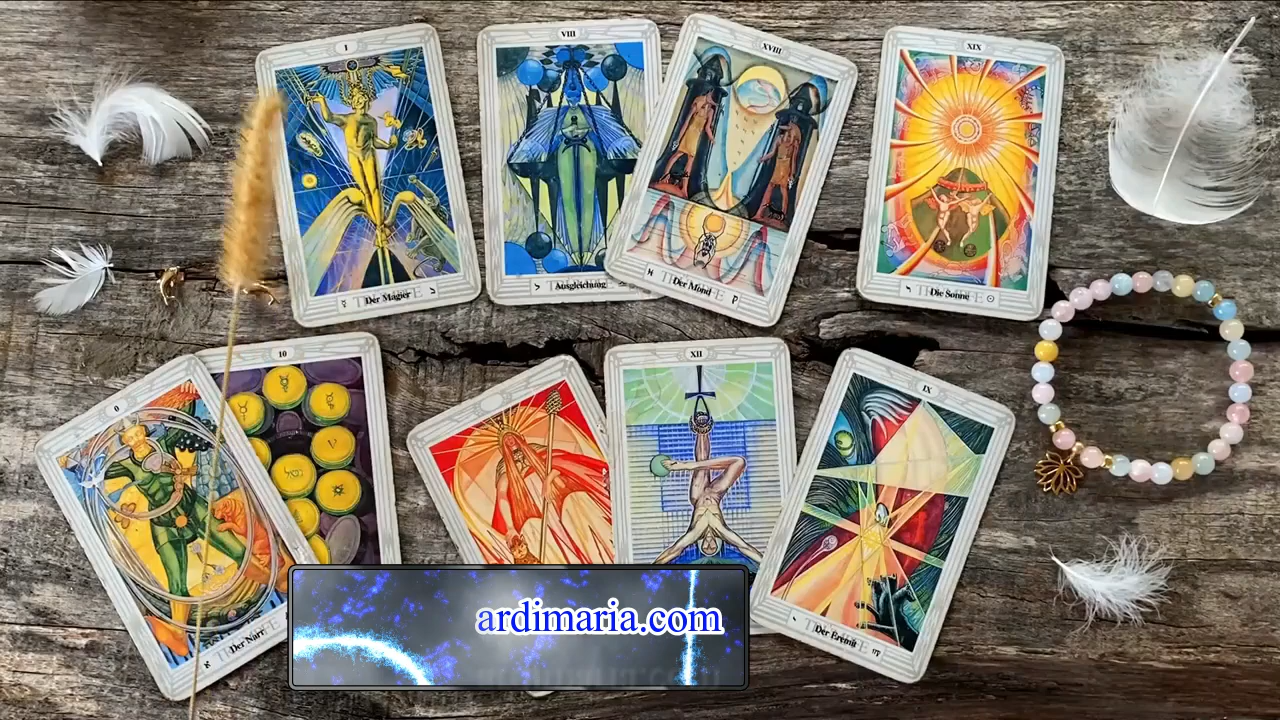 I
Der Magier
VIII
Ausgleichung
XVIII
Der Mond
XIX
Die Sonne
0
Der Narr
10
XII
IX
Der Eremit
ardimaria.com